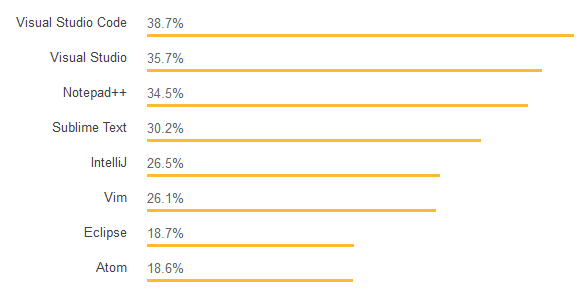 Visual Studio Code 38.7%
Visual Studio 35.7%
Notepad++ 34.5%
Sublime Text 30.2%
IntelliJ 26.5%
Vim 26.1%
Eclipse 18.7%
Atom 18.6%